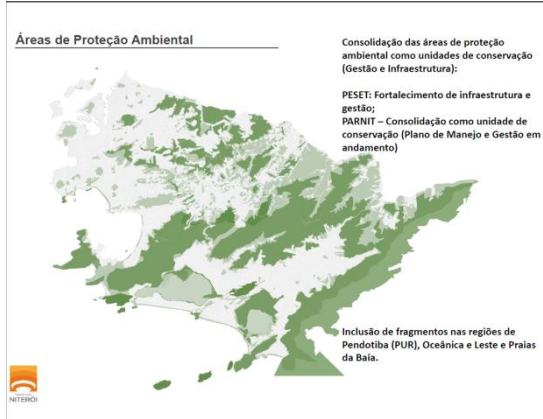 Áreas de Proteção Ambiental
Consolidação das áreas de proteção
ambiental como unidades de conservação
(Gestão e Infraestrutura):
PESET: Fortalecimento de infraestrutura e
gestão;
PARNIT – Consolidação como unidade de
conservação (Plano de Manejo e Gestão em
andamento)
Inclusão de fragmentos nas regiões de
Pendotiba (PUR), Oceânica e Leste e Praias
da Baía.
NITERÓI